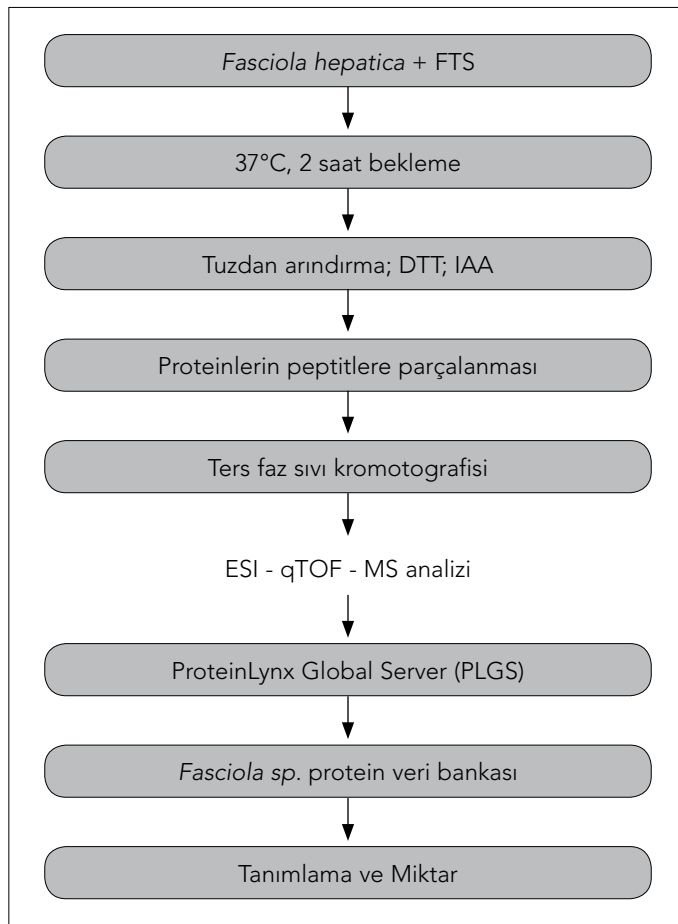 Fasciola hepatica + FTS
37°C, 2 saat bekleme
Tuzdan arındırma; DTT; IAA
Proteinlerin peptitlere parçalanması
Ters faz sıvı kromotografisi
ESI - qTOF - MS analizi
ProteinLynx Global Server (PLGS)
Fasciola sp. protein veri bankası
Tanımlama ve Miktar